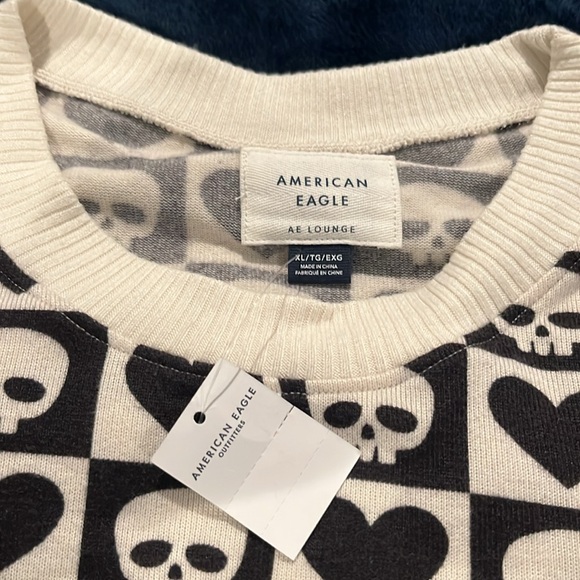 AMERICAN
EAGLE
AE LOUNGE
XL/TG/EXG
MADE IN CHINA
FABRIQUÉ EN CHINE
AMERICAN EAGLE
OUTFITTERS